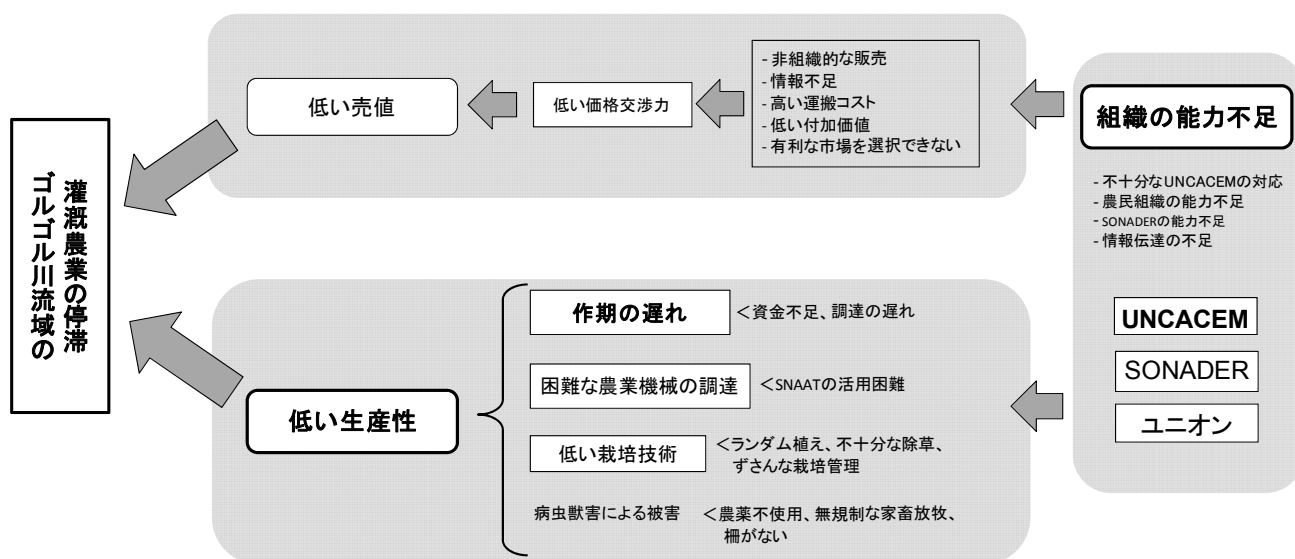 ゴルゴル川流域の
灌漑農業の停滞
低い売値
低い価格交渉力
- 非組織的な販売
- 情報不足
- 高い運搬コスト
- 低い付加価値
- 有利な市場を選択できない
組織の能力不足
- 不十分なUNCACEMの対応
- 農民組織の能力不足
- SONADERの能力不足
- 情報伝達の不足
UNCACEM
SONADER
ユニオン
低い生産性
作期の遅れ
＜資金不足、調達の遅れ
困難な農業機械の調達
＜SNAATの活用困難
低い栽培技術
＜ランダム植え、不十分な除草、
ずさんな栽培管理
病虫獣害による被害
＜農薬不使用、無規制な家畜放牧、
柵がない